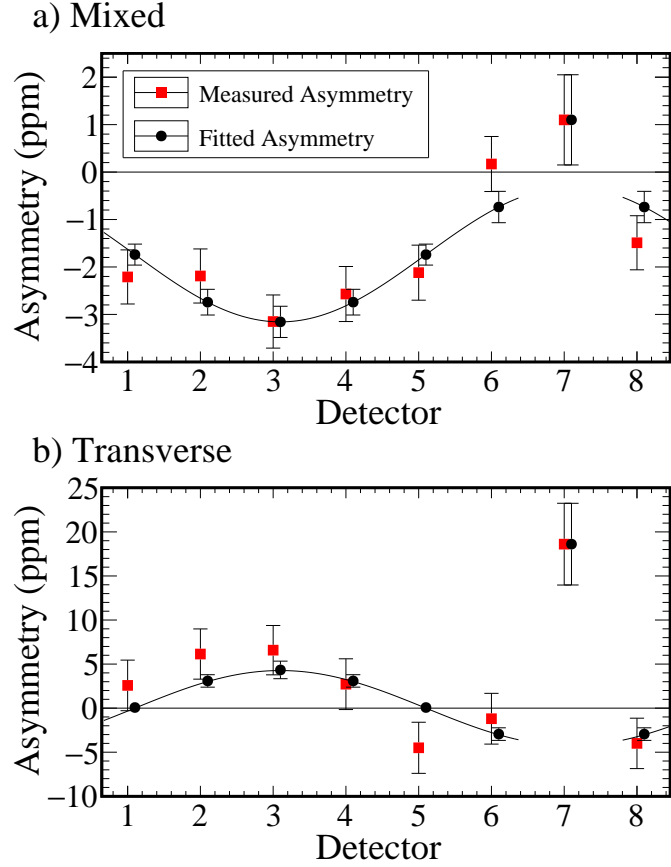 a) Mixed
Asymmetry (ppm)
2
1
0
−1
−2
−3
−4
Measured Asymmetry
Fitted Asymmetry
1 2 3 4 5 6 7 8
Detector
b) Transverse
Asymmetry (ppm)
25
20
15
10
5
0
−5
−10
1 2 3 4 5 6 7 8
Detector